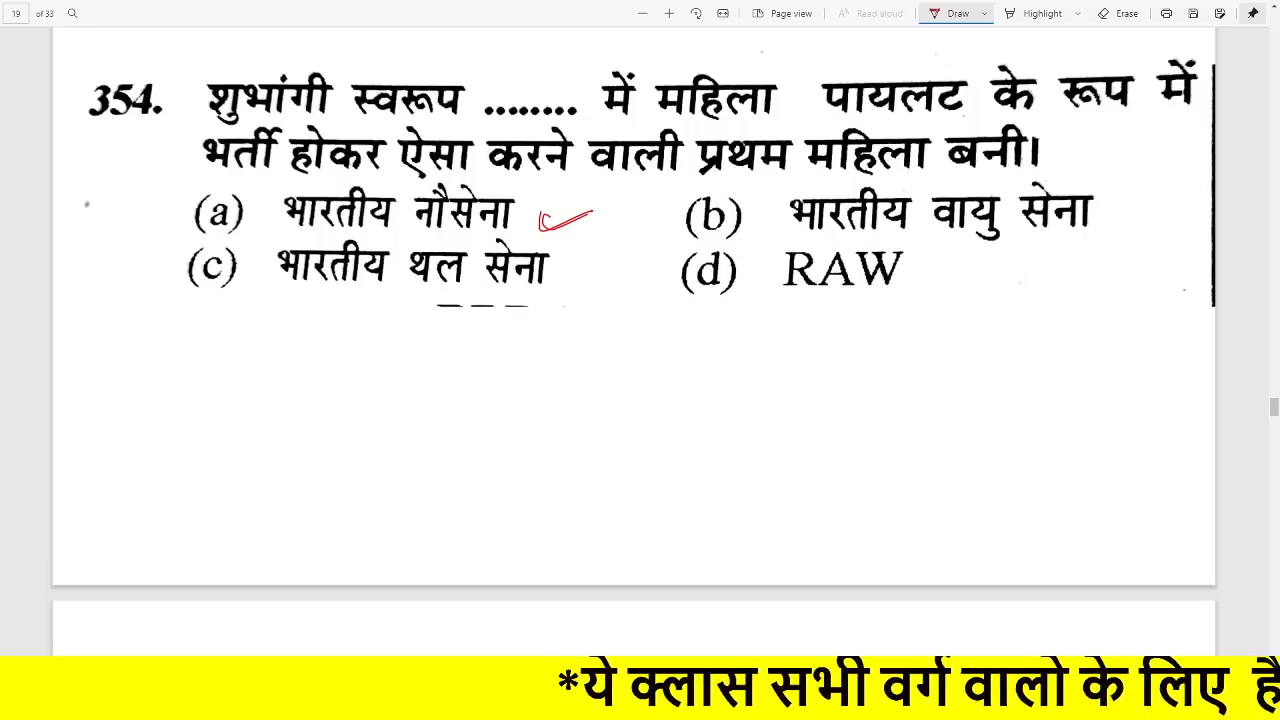 19 of 33 Page view Read aloud Draw Highlight Erase
354. शुभांगी स्वरूप ........ में महिला पायलट के रूप में
भर्ती होकर ऐसा करने वाली प्रथम महिला बनी।
(a) भारतीय नौसेना (b) भारतीय वायु सेना
(c) भारतीय थल सेना (d) RAW
*ये क्लास सभी वर्ग वालो के लिए है